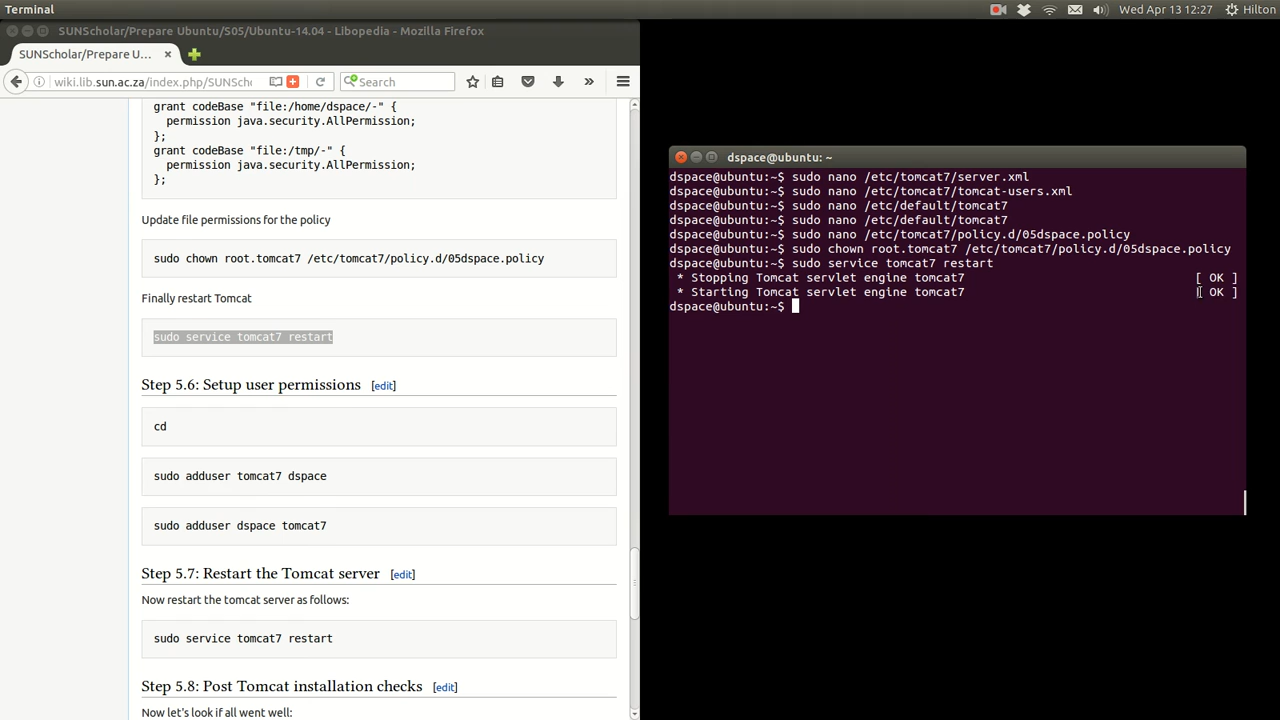 Terminal
Wed Apr 13 12:27
Hilton
SUNScholar/Prepare Ubuntu/S05/Ubuntu-14.04 - Libopedia - Mozilla Firefox
SUNScholar/Prepare U...
wiki.lib.sun.ac.za/index.php/SUNSch
Search
grant codeBase "file:/home/dspace/-" {
permission java.security.AllPermission;
};
grant codeBase "file:/tmp/-" {
permission java.security.AllPermission;
};
Update file permissions for the policy
sudo chown root.tomcat7 /etc/tomcat7/policy.d/05dspace.policy
Finally restart Tomcat
sudo service tomcat7 restart
Step 5.6: Setup user permissions [edit]
cd
sudo adduser tomcat7 dspace
sudo adduser dspace tomcat7
Step 5.7: Restart the Tomcat server [edit]
Now restart the tomcat server as follows:
sudo service tomcat7 restart
Step 5.8: Post Tomcat installation checks [edit]
Now let's look if all went well:
dspace@ubuntu: ~
dspace@ubuntu:~$ sudo nano /etc/tomcat7/server.xml
dspace@ubuntu:~$ sudo nano /etc/tomcat7/tomcat-users.xml
dspace@ubuntu:~$ sudo nano /etc/default/tomcat7
dspace@ubuntu:~$ sudo nano /etc/default/tomcat7
dspace@ubuntu:~$ sudo nano /etc/tomcat7/policy.d/05dspace.policy
dspace@ubuntu:~$ sudo chown root.tomcat7 /etc/tomcat7/policy.d/05dspace.policy
dspace@ubuntu:~$ sudo service tomcat7 restart
* Stopping Tomcat servlet engine tomcat7 [ OK ]
* Starting Tomcat servlet engine tomcat7 [ OK ]
dspace@ubuntu:~$